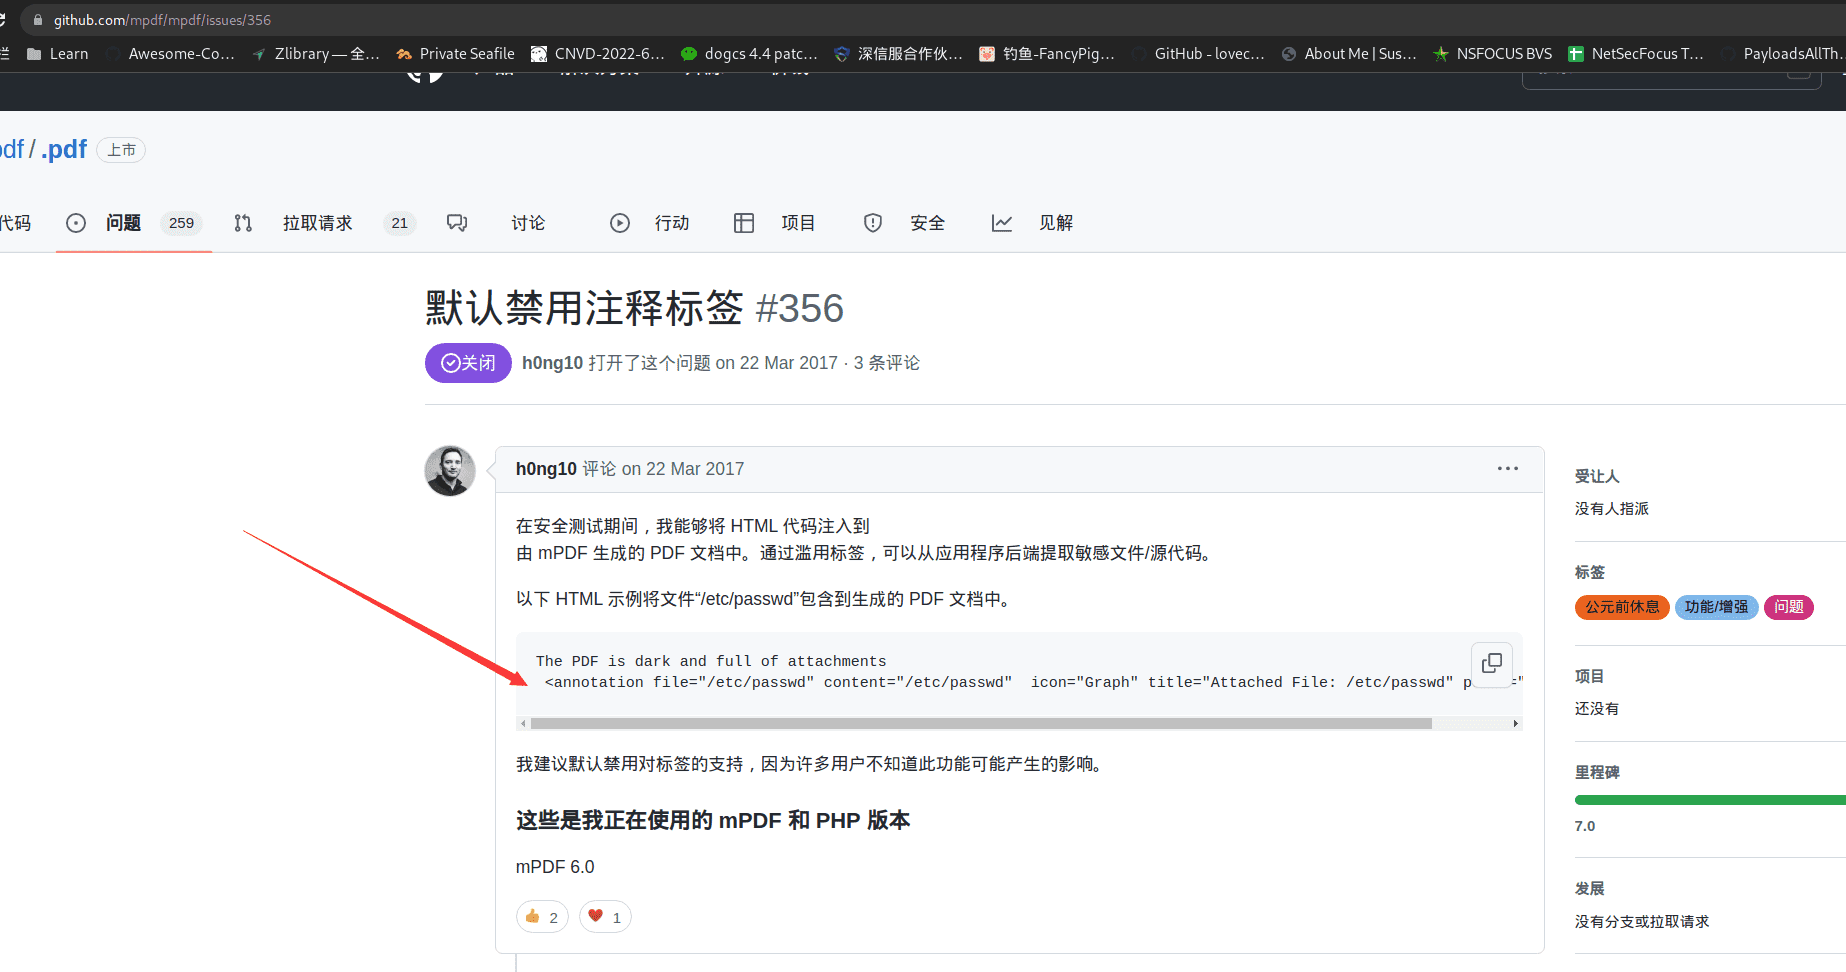 github.com/mpdf/mpdf/issues/356
Learn Awesome-Co… Zlibrary — 全… Private Seafile CNVD-2022-6… dogcs 4.4 patc… 深信服合作伙… 钓鱼-FancyPig… GitHub - lovec… About Me | Sus… NSFOCUS BVS NetSecFocus T… PayloadsAllTh…
df / .pdf 上市
代码 问题 259 拉取请求 21 讨论 行动 项目 安全 见解
默认禁用注释标签 #356
关闭 h0ng10 打开了这个问题 on 22 Mar 2017 · 3 条评论
h0ng10 评论 on 22 Mar 2017
在安全测试期间，我能够将 HTML 代码注入到
由 mPDF 生成的 PDF 文档中。通过滥用标签，可以从应用程序后端提取敏感文件/源代码。
以下 HTML 示例将文件“/etc/passwd”包含到生成的 PDF 文档中。
The PDF is dark and full of attachments
<annotation file="/etc/passwd" content="/etc/passwd"  icon="Graph" title="Attached File: /etc/passwd" p
我建议默认禁用对标签的支持，因为许多用户不知道此功能可能产生的影响。
这些是我正在使用的 mPDF 和 PHP 版本
mPDF 6.0
2 1
受让人
没有人指派
标签
公元前休息 功能/增强 问题
项目
还没有
里程碑
7.0
发展
没有分支或拉取请求